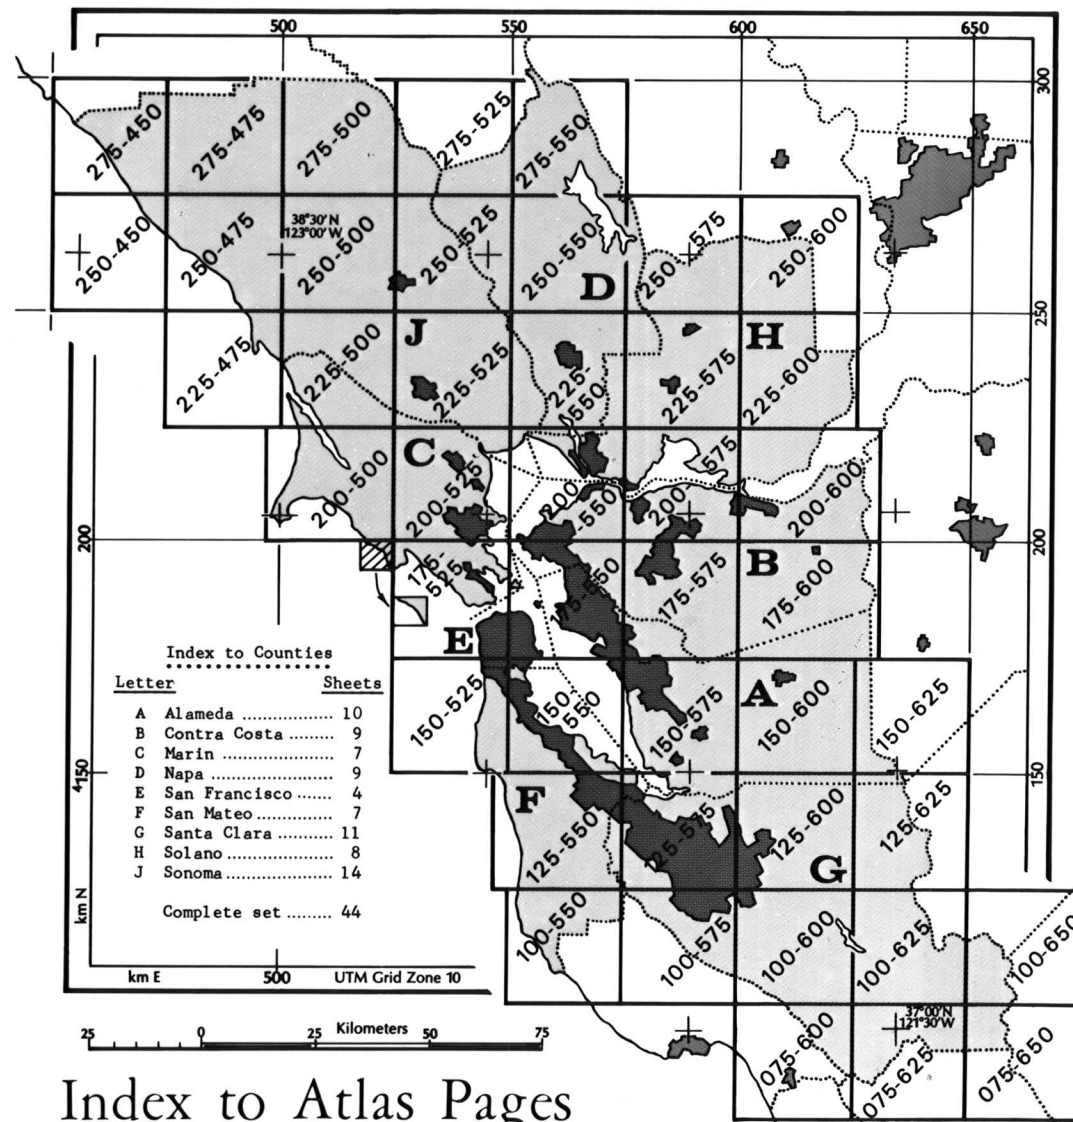 500 550 600 650
300
275-450 275-475 275-500 275-525 275-550
38°30′ N
123°00′ W
250-450 250-475 250-500 250-525 250-550 250-575 250-600
D
250
J H
225-475 225-500 225-525 225-550 225-575 225-600
C
200-500 200-525 200-550 200-575 200-600
200 200
B
175-525 175-550 175-575 175-600
E
Index to Counties
Letter Sheets
A Alameda ................. 10
B Contra Costa ........ 9
C Marin ................... 7
D Napa .................... 9
E San Francisco ...... 4
F San Mateo ............ 7
G Santa Clara ......... 11
H Solano ................. 8
J Sonoma ................ 14
Complete set ........ 44
A
150-525 150-550 150-575 150-600 150-625
4150 150
F
125-550 125-575 125-600 125-625
G
km N
100-550 100-575 100-600 100-625 100-650
km E 500 UTM Grid Zone 10
37°00′ N
121°30′ W
25 0 Kilometers 25 50 75
075-600 075-625 075-650
Index to Atlas Pages